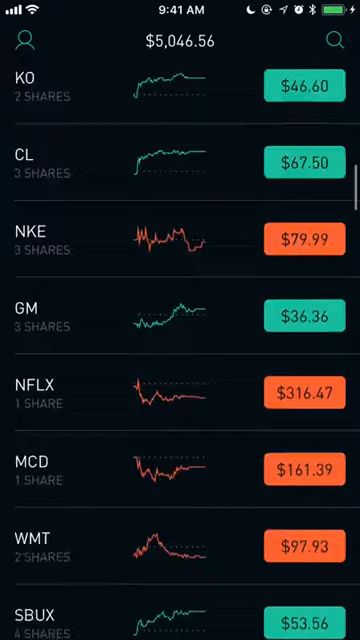 9:41 AM
$5,046.56
KO
2 SHARES
$46.60
CL
3 SHARES
$67.50
NKE
3 SHARES
$79.99
GM
3 SHARES
$36.36
NFLX
1 SHARE
$316.47
MCD
1 SHARE
$161.39
WMT
2 SHARES
$97.93
SBUX
4 SHARES
$53.56